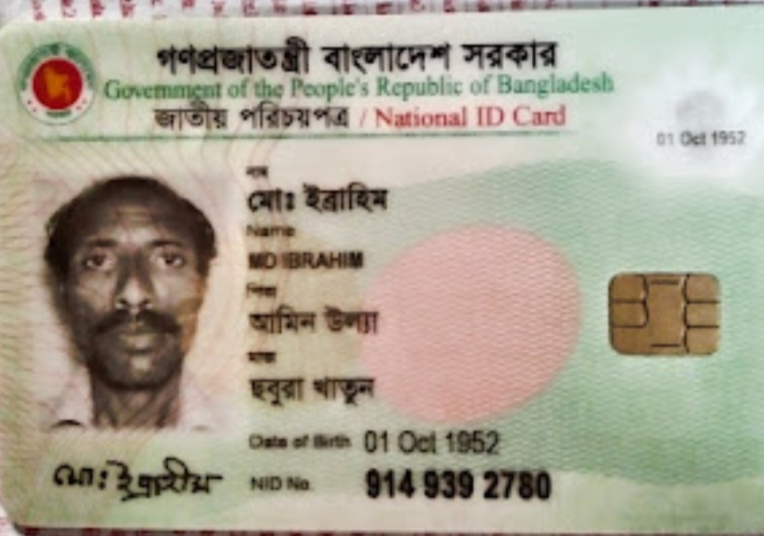 গণপ্রজাতন্ত্রী বাংলাদেশ সরকার
Government of the People's Republic of Bangladesh
জাতীয় পরিচয়পত্র / National ID Card
01 Oct 1952
নাম
মোঃ ইব্রাহিম
Name
MD IBRAHIM
পিতা
আমিন উল্যা
মাতা
ছবুরা খাতুন
Date of Birth 01 Oct 1952
মোঃ ইব্রাহীম
NID No. 914 939 2780